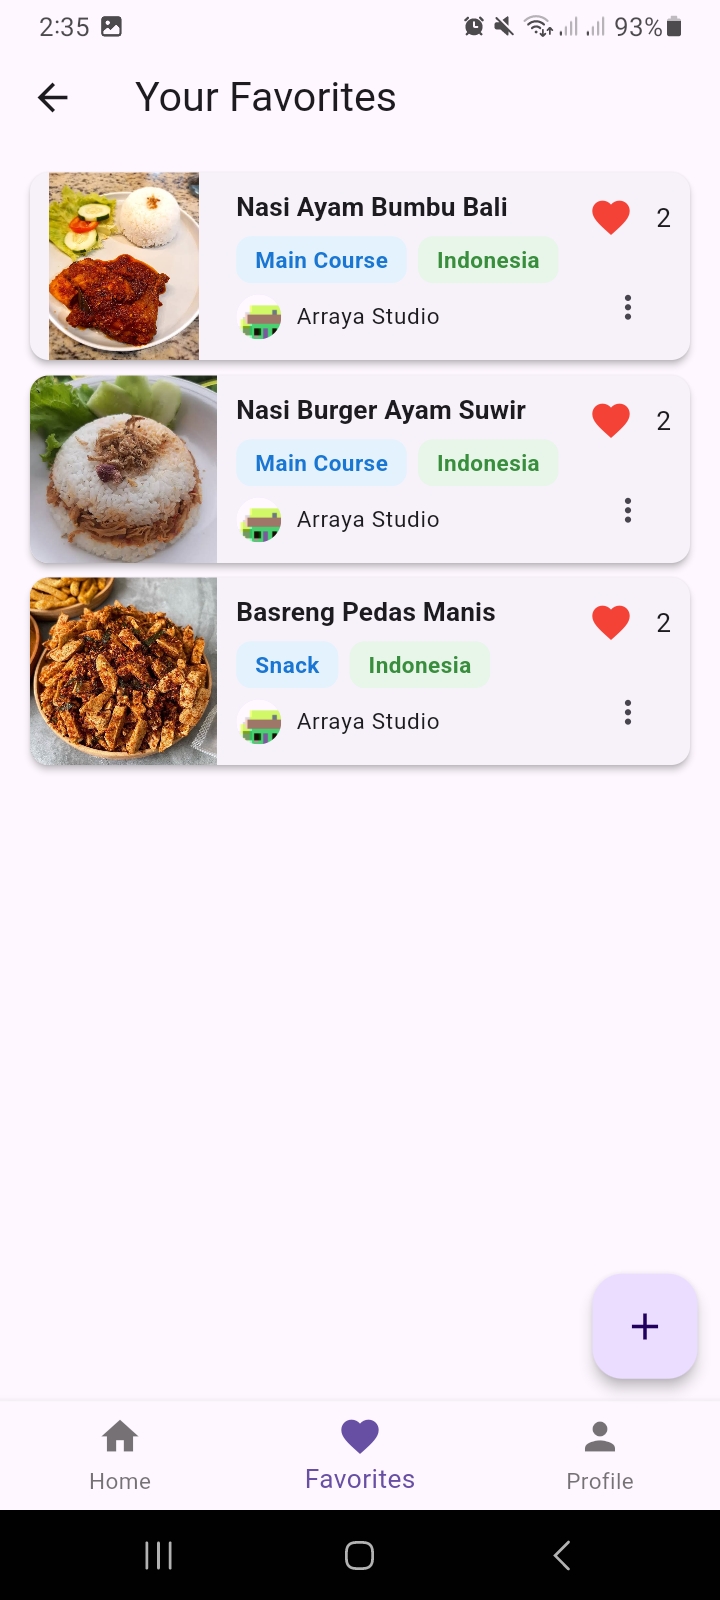 2:35 93%
Your Favorites
Nasi Ayam Bumbu Bali
2
Main Course Indonesia
Arraya Studio
Nasi Burger Ayam Suwir
2
Main Course Indonesia
Arraya Studio
Basreng Pedas Manis
2
Snack Indonesia
Arraya Studio
+
Home Favorites Profile